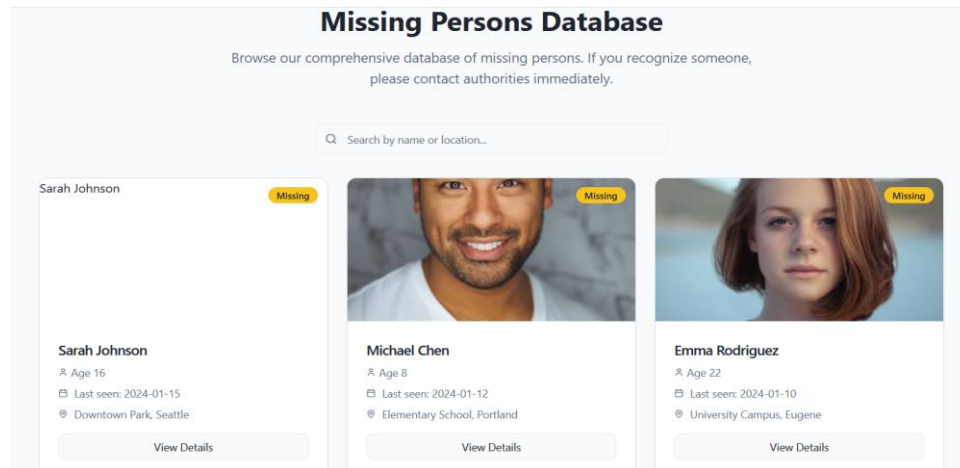 Missing Persons Database
Browse our comprehensive database of missing persons. If you recognize someone,
please contact authorities immediately.
Search by name or location...
Sarah Johnson
Missing
Sarah Johnson
Age 16
Last seen: 2024-01-15
Downtown Park, Seattle
View Details
Missing
Michael Chen
Age 8
Last seen: 2024-01-12
Elementary School, Portland
View Details
Missing
Emma Rodriguez
Age 22
Last seen: 2024-01-10
University Campus, Eugene
View Details